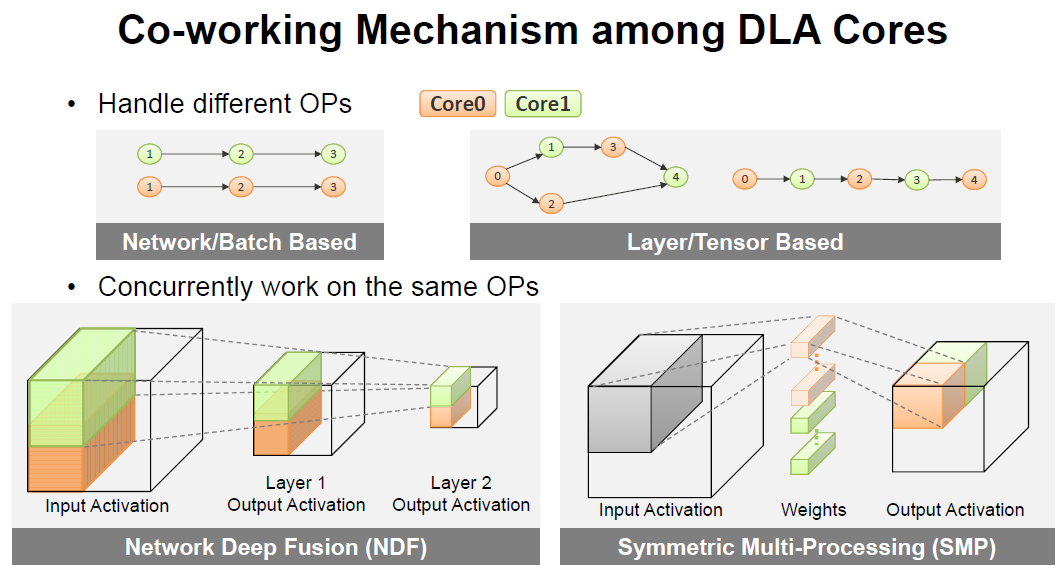 Co-working Mechanism among DLA Cores
• Handle different OPs
Core0 Core1
1 2 3
1 2 3
Network/Batch Based
0 1 3 2 4
0 1 2 3 4
Layer/Tensor Based
• Concurrently work on the same OPs
Input Activation
Layer 1
Output Activation
Layer 2
Output Activation
Network Deep Fusion (NDF)
Input Activation
Weights
Output Activation
Symmetric Multi-Processing (SMP)